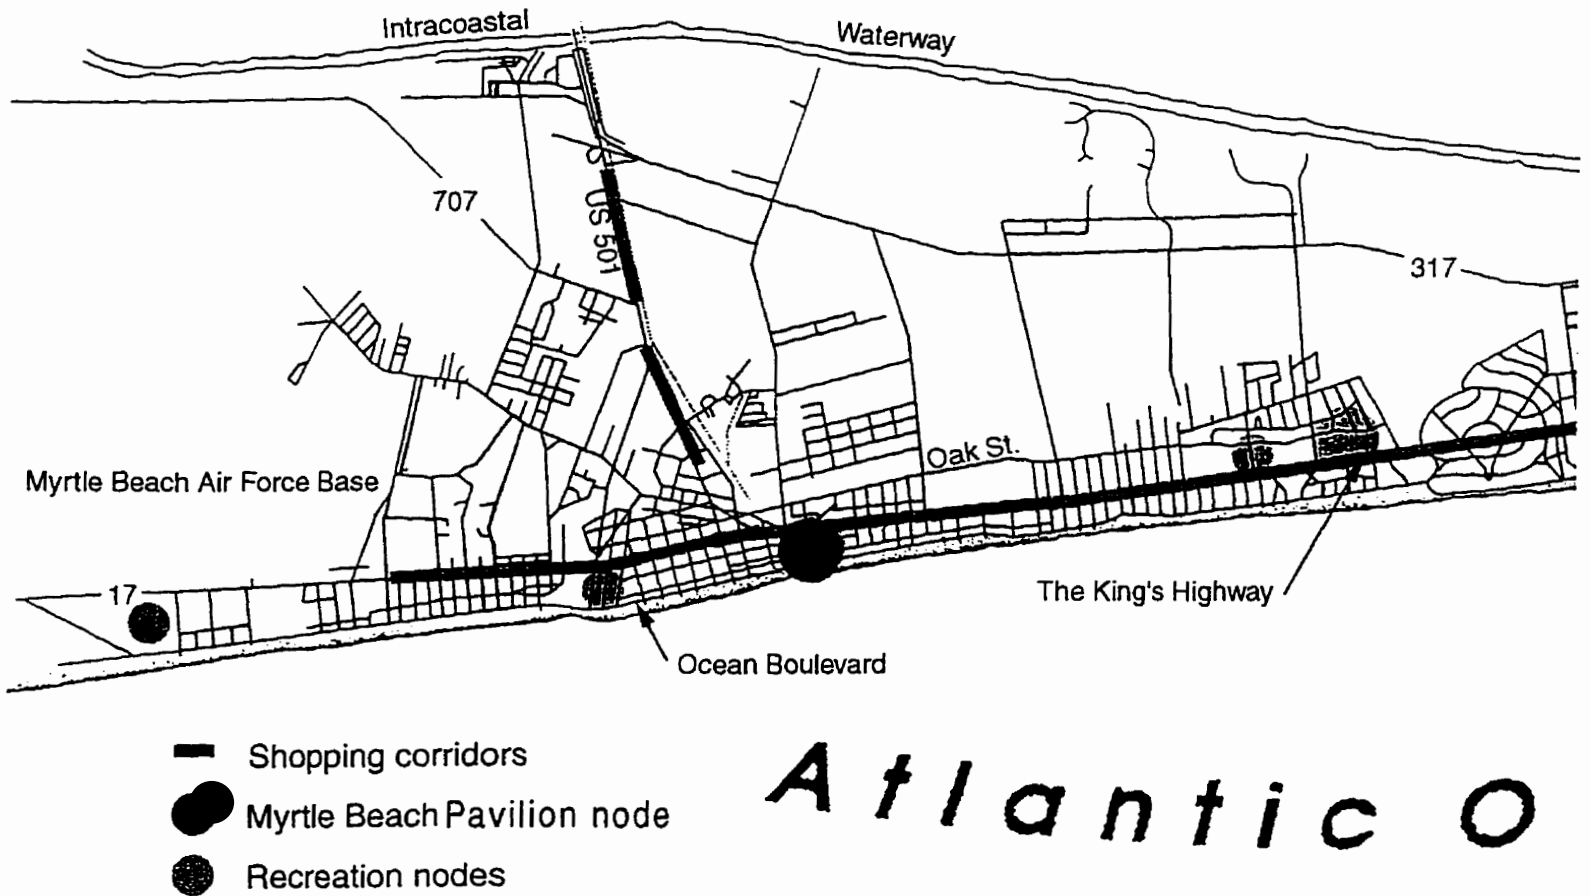 Intracoastal
Waterway
707
US 501
317
Oak St.
Myrtle Beach Air Force Base
17
The King's Highway
Ocean Boulevard
Shopping corridors
Myrtle Beach Pavilion node
Recreation nodes
Atlantic O